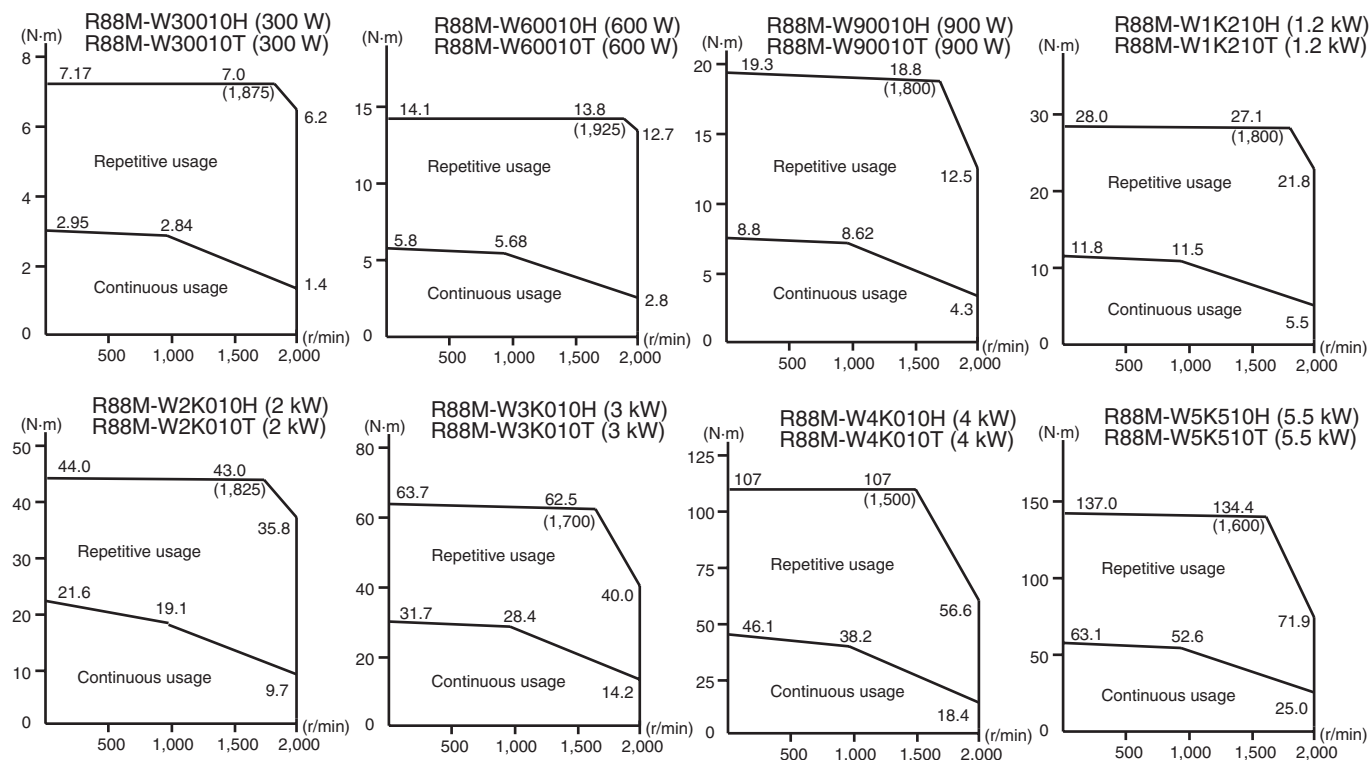 R88M-W30010H (300 W)
R88M-W30010T (300 W)
(N·m)
8
6
4
2
0
7.17
7.0
(1,875)
6.2
Repetitive usage
2.95
2.84
1.4
Continuous usage
(r/min)
500
1,000
1,500
2,000
R88M-W60010H (600 W)
R88M-W60010T (600 W)
(N·m)
15
10
5
0
14.1
13.8
(1,925)
12.7
Repetitive usage
5.8
5.68
2.8
Continuous usage
(r/min)
500
1,000
1,500
2,000
R88M-W90010H (900 W)
R88M-W90010T (900 W)
(N·m)
20
15
10
5
0
19.3
18.8
(1,800)
12.5
Repetitive usage
8.8
8.62
4.3
Continuous usage
(r/min)
500
1,000
1,500
2,000
R88M-W1K210H (1.2 kW)
R88M-W1K210T (1.2 kW)
(N·m)
30
20
10
0
28.0
27.1
(1,800)
21.8
Repetitive usage
11.8
11.5
5.5
Continuous usage
(r/min)
500
1,000
1,500
2,000
R88M-W2K010H (2 kW)
R88M-W2K010T (2 kW)
(N·m)
50
40
30
20
10
0
44.0
43.0
(1,825)
35.8
Repetitive usage
21.6
19.1
9.7
Continuous usage
(r/min)
500
1,000
1,500
2,000
R88M-W3K010H (3 kW)
R88M-W3K010T (3 kW)
(N·m)
80
60
40
20
0
63.7
62.5
(1,700)
40.0
Repetitive usage
31.7
28.4
14.2
Continuous usage
(r/min)
500
1,000
1,500
2,000
R88M-W4K010H (4 kW)
R88M-W4K010T (4 kW)
(N·m)
125
100
75
50
25
0
107
107
(1,500)
56.6
Repetitive usage
46.1
38.2
18.4
Continuous usage
(r/min)
500
1,000
1,500
2,000
R88M-W5K510H (5.5 kW)
R88M-W5K510T (5.5 kW)
(N·m)
150
100
50
0
137.0
134.4
(1,600)
71.9
Repetitive usage
63.1
52.6
25.0
Continuous usage
(r/min)
500
1,000
1,500
2,000